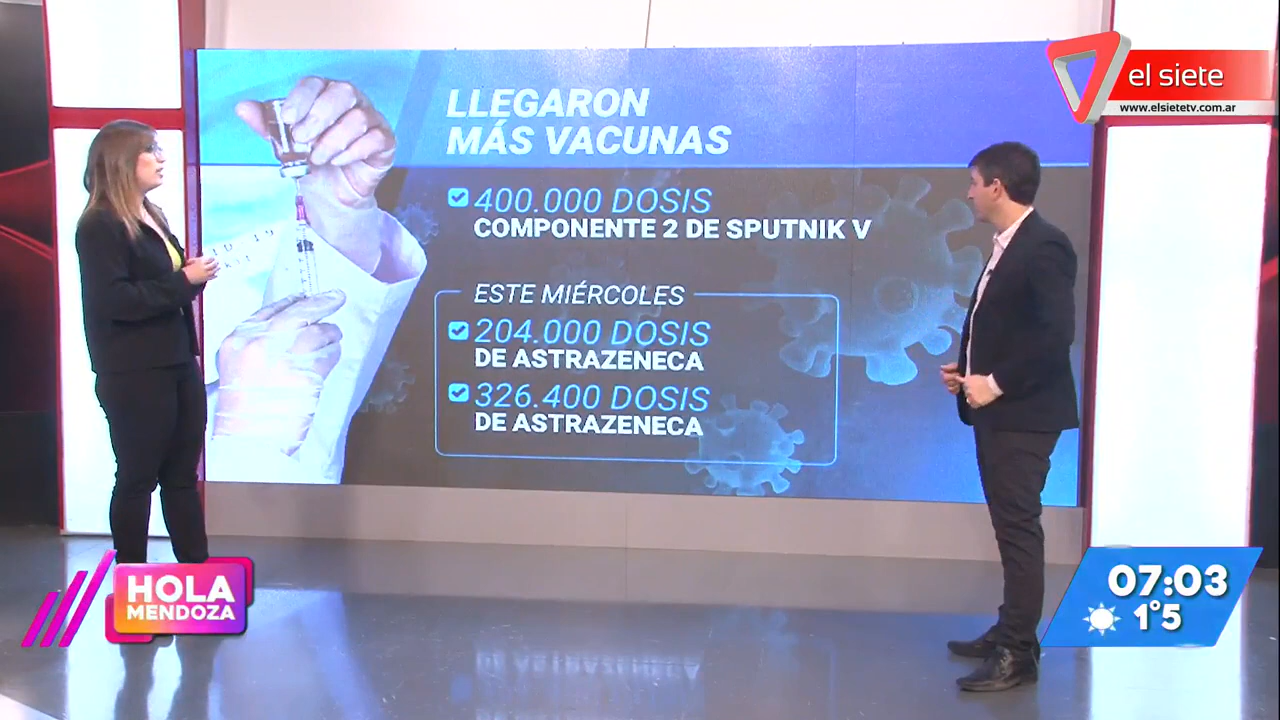 el siete
www.elsietetv.com.ar
LLEGARON
MÁS VACUNAS
400.000 DOSIS
COMPONENTE 2 DE SPUTNIK V
ESTE MIÉRCOLES
204.000 DOSIS
DE ASTRAZENECA
326.400 DOSIS
DE ASTRAZENECA
HOLA
MENDOZA
07:03
1°5